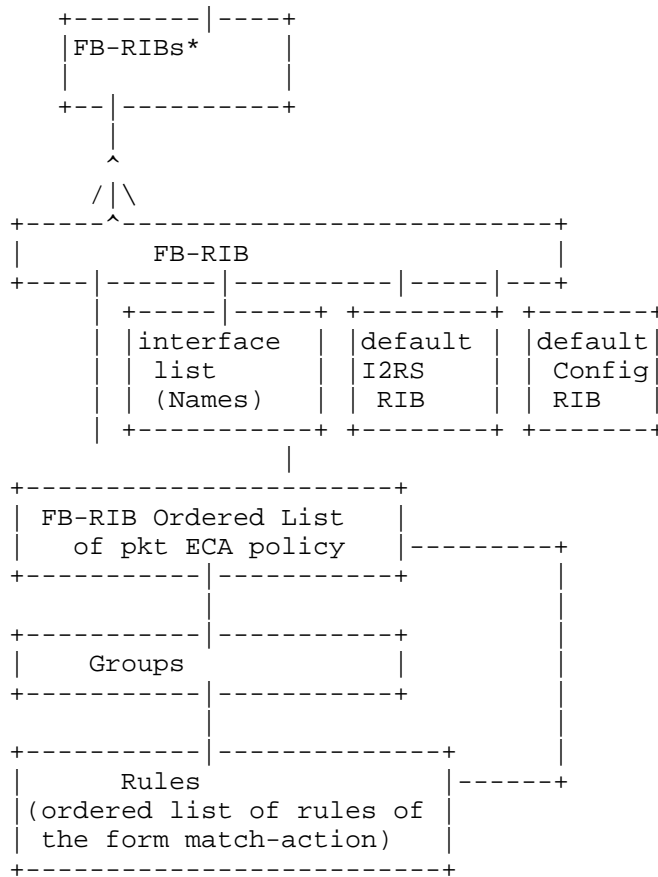 FB-RIBs*
FB-RIB
interface default default
list I2RS Config
(Names) RIB RIB
FB-RIB Ordered List
of pkt ECA policy
Groups
Rules
(ordered list of rules of
the form match-action)